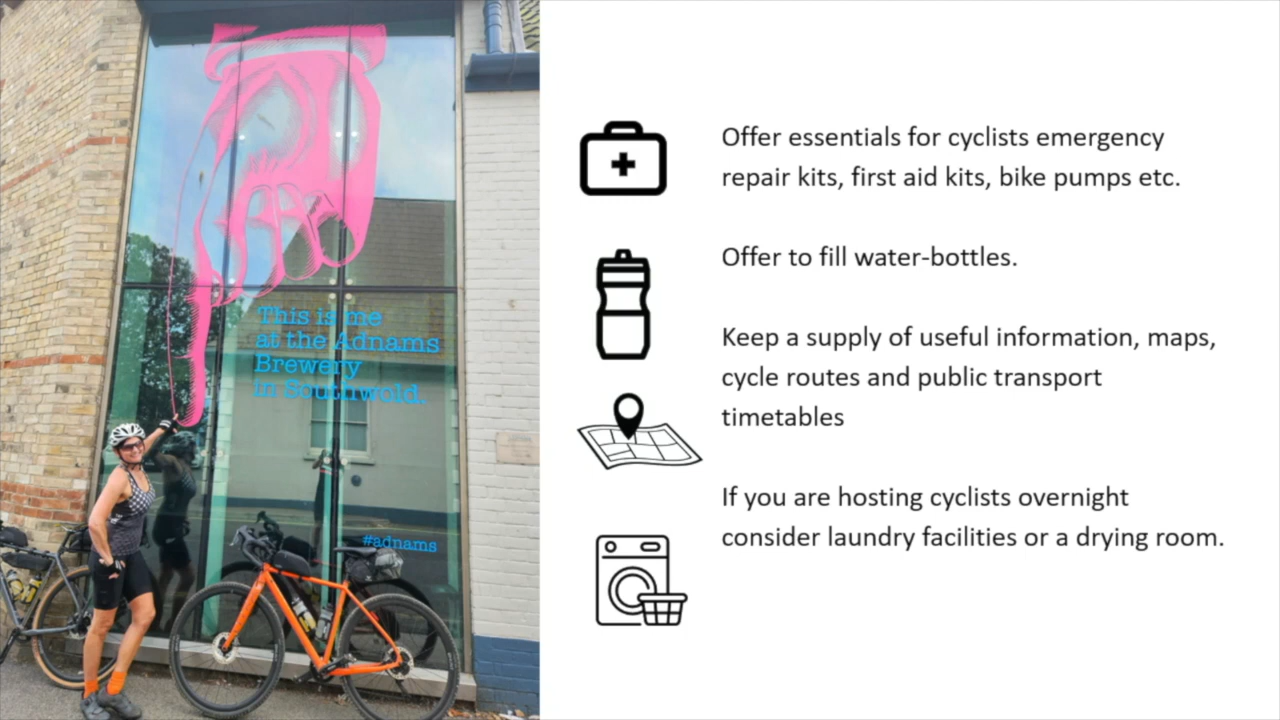 This is me
at the Adnams
Brewery
in Southwold.
#adnams
Offer essentials for cyclists emergency
repair kits, first aid kits, bike pumps etc.
Offer to fill water-bottles.
Keep a supply of useful information, maps,
cycle routes and public transport
timetables
If you are hosting cyclists overnight
consider laundry facilities or a drying room.